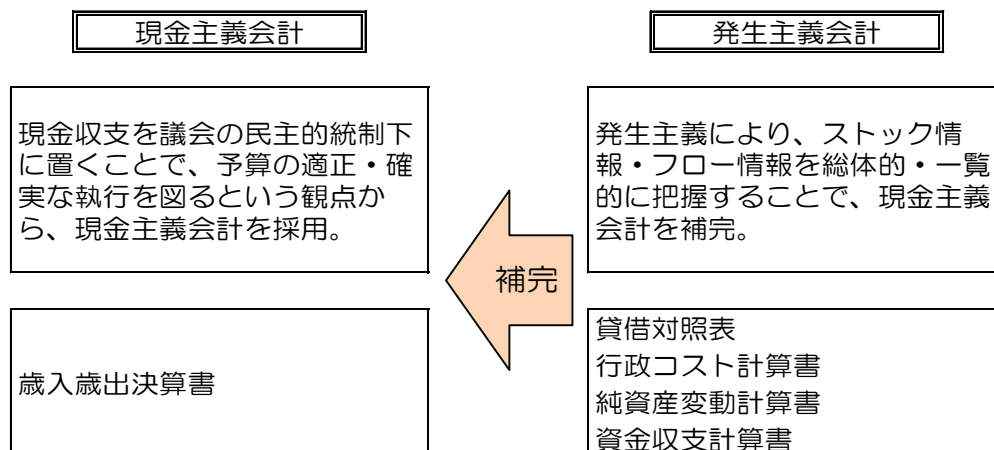 現金主義会計
発生主義会計
現金収支を議会の民主的統制下
に置くことで、予算の適正・確
実な執行を図るという観点か
ら、現金主義会計を採用。
発生主義により、ストック情
報・フロー情報を総体的・一覧
的に把握することで、現金主義
会計を補完。
補完
歳入歳出決算書
貸借対照表
行政コスト計算書
純資産変動計算書
資金収支計算書